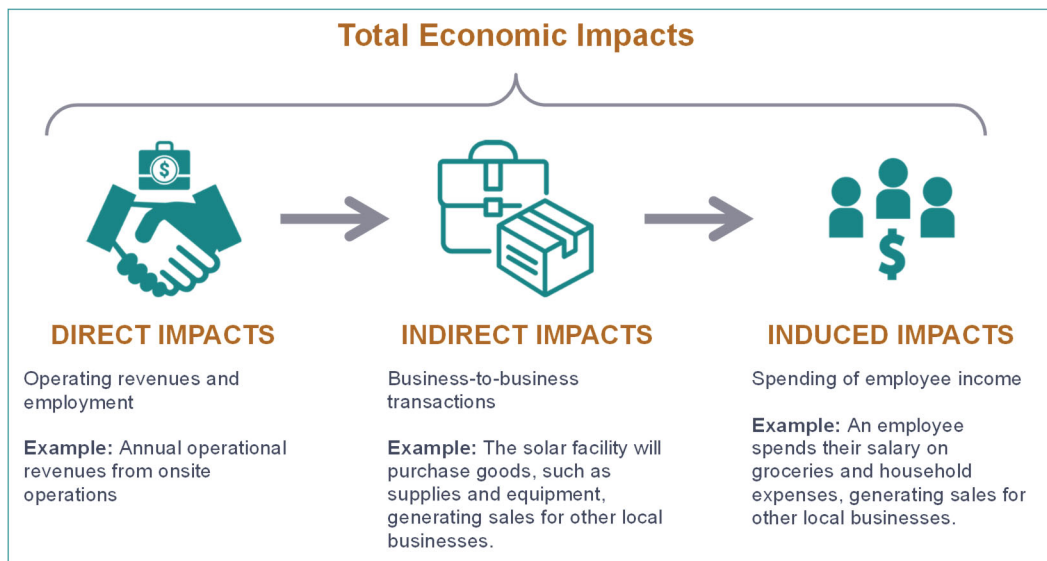 Total Economic Impacts
$
$
DIRECT IMPACTS
Operating revenues and
employment
Example: Annual operational
revenues from onsite
operations
INDIRECT IMPACTS
Business-to-business
transactions
Example: The solar facility will
purchase goods, such as
supplies and equipment,
generating sales for other local
businesses.
INDUCED IMPACTS
Spending of employee income
Example: An employee
spends their salary on
groceries and household
expenses, generating sales for
other local businesses.